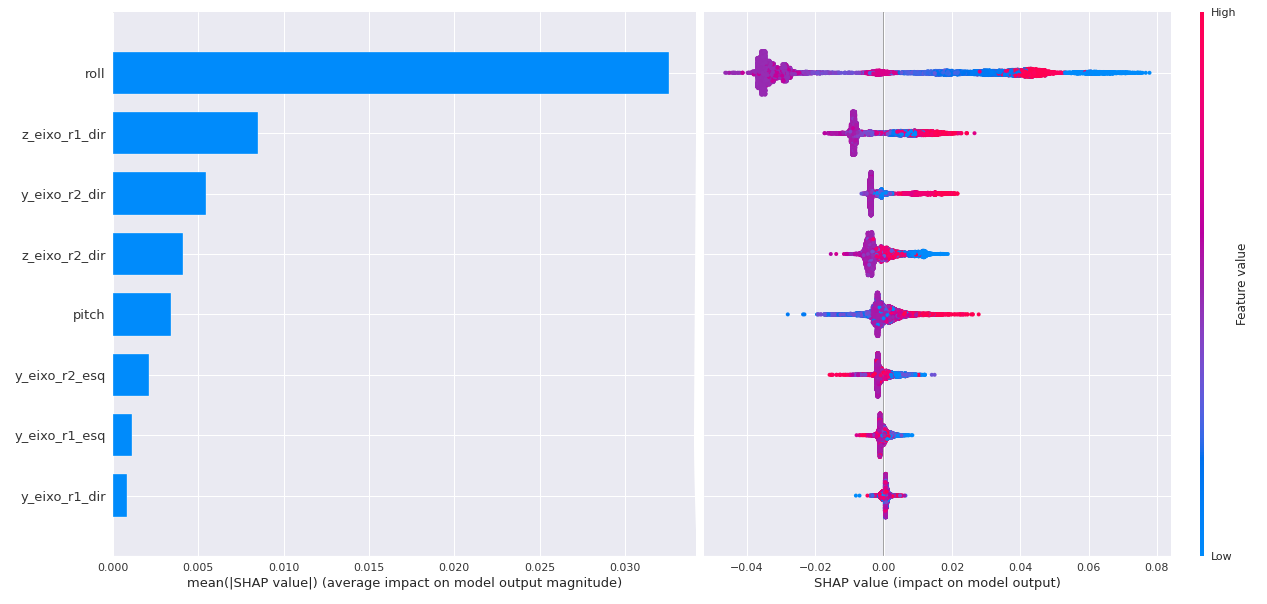 High
roll
z_eixo_r1_dir
y_eixo_r2_dir
z_eixo_r2_dir
pitch
y_eixo_r2_esq
y_eixo_r1_esq
y_eixo_r1_dir
Feature value
Low
0.000 0.005 0.010 0.015 0.020 0.025 0.030
mean(|SHAP value|) (average impact on model output magnitude)
−0.04 −0.02 0.00 0.02 0.04 0.06 0.08
SHAP value (impact on model output)